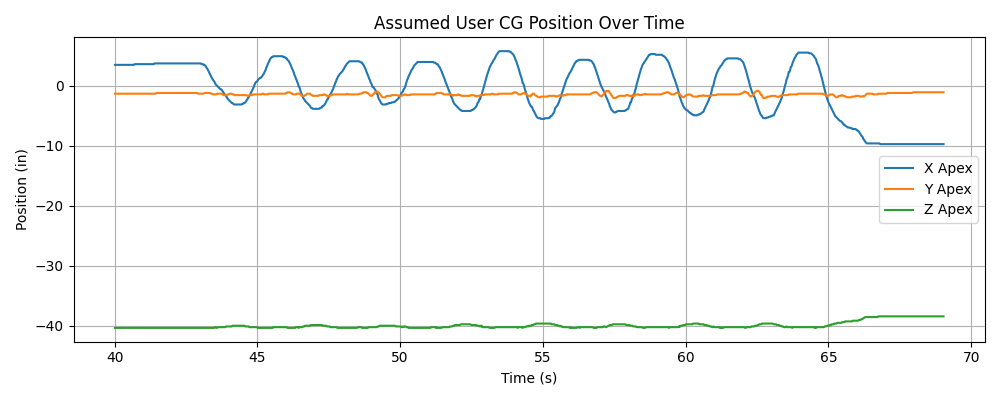 Assumed User CG Position Over Time
Position (in)
0
−10
−20
−30
−40
X Apex
Y Apex
Z Apex
40 45 50 55 60 65 70
Time (s)